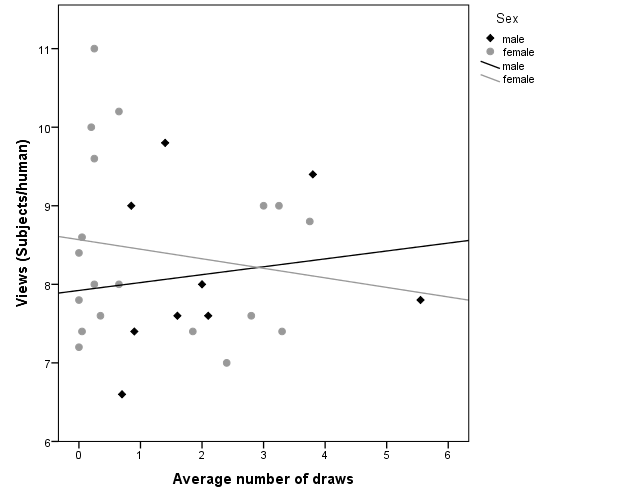 Sex
male
female
male
female
11
10
9
8
7
6
Views (Subjects/human)
0 1 2 3 4 5 6
Average number of draws